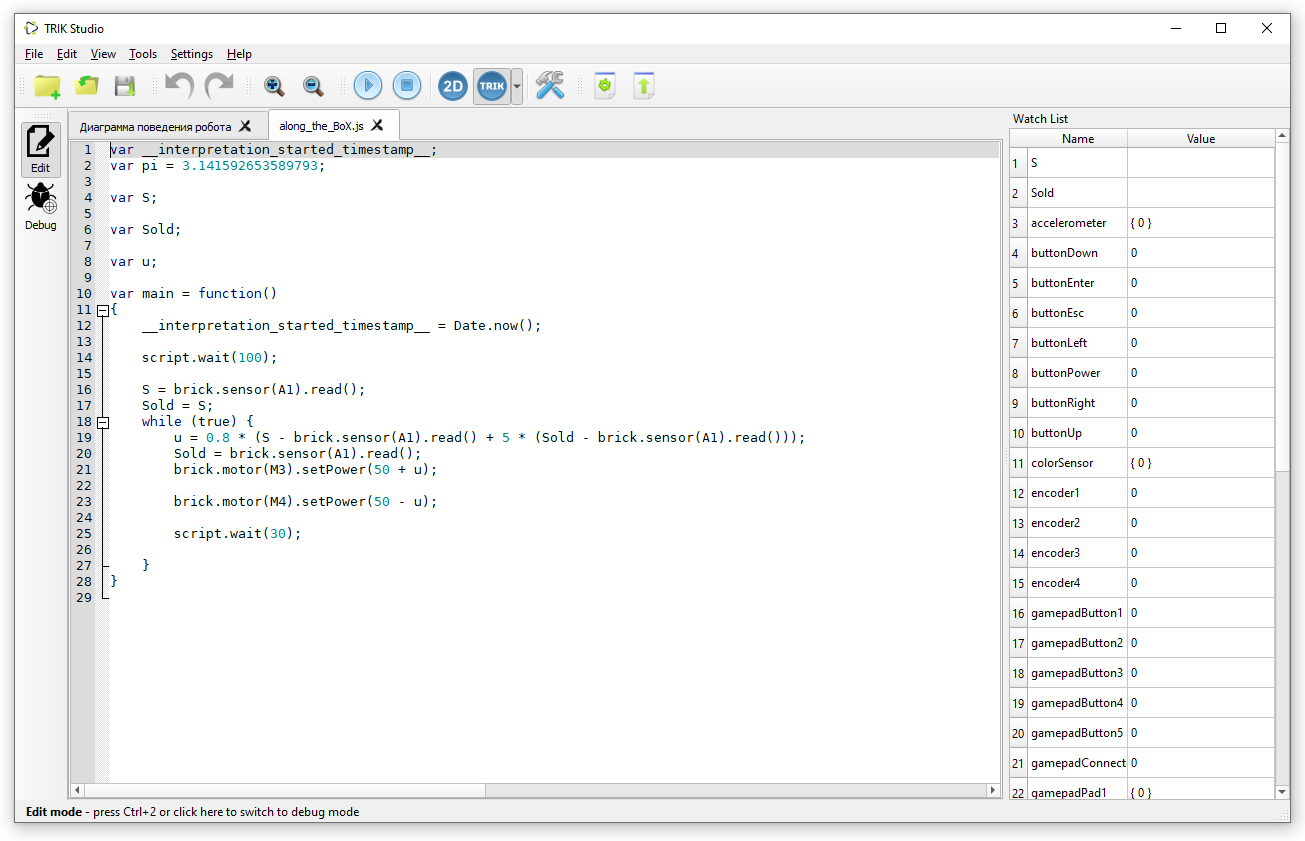 TRIK Studio
File Edit View Tools Settings Help
2D TRIK
Edit
Debug
Диаграмма поведения робота along_the_BoX.js
1 var __interpretation_started_timestamp__;
2 var pi = 3.141592653589793;
3
4 var S;
5
6 var Sold;
7
8 var u;
9
10 var main = function()
11 {
12 __interpretation_started_timestamp__ = Date.now();
13
14 script.wait(100);
15
16 S = brick.sensor(A1).read();
17 Sold = S;
18 while (true) {
19 u = 0.8 * (S - brick.sensor(A1).read() + 5 * (Sold - brick.sensor(A1).read()));
20 Sold = brick.sensor(A1).read();
21 brick.motor(M3).setPower(50 + u);
22
23 brick.motor(M4).setPower(50 - u);
24
25 script.wait(30);
26
27 }
28 }
29
Watch List
Name Value
1 S
2 Sold
3 accelerometer { 0 }
4 buttonDown 0
5 buttonEnter 0
6 buttonEsc 0
7 buttonLeft 0
8 buttonPower 0
9 buttonRight 0
10 buttonUp 0
11 colorSensor { 0 }
12 encoder1 0
13 encoder2 0
14 encoder3 0
15 encoder4 0
16 gamepadButton1 0
17 gamepadButton2 0
18 gamepadButton3 0
19 gamepadButton4 0
20 gamepadButton5 0
21 gamepadConnect 0
22 gamepadPad1 { 0 }
Edit mode - press Ctrl+2 or click here to switch to debug mode